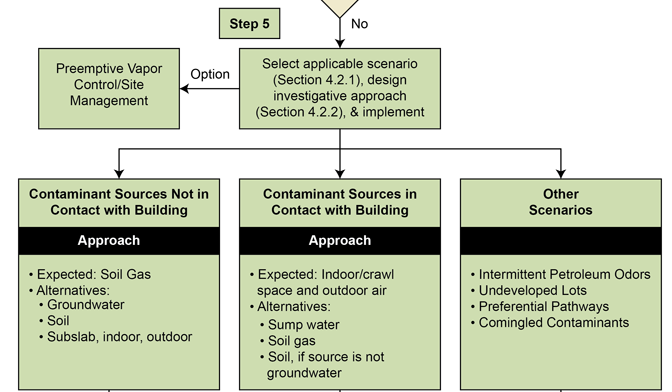 Step 5
No
Preemptive Vapor
Control/Site
Management
Option
Select applicable scenario
(Section 4.2.1), design
investigative approach
(Section 4.2.2), & implement
Contaminant Sources Not in
Contact with Building
Approach
• Expected: Soil Gas
• Alternatives:
• Groundwater
• Soil
• Subslab, indoor, outdoor
Contaminant Sources in
Contact with Building
Approach
• Expected: Indoor/crawl
space and outdoor air
• Alternatives:
• Sump water
• Soil gas
• Soil, if source is not
groundwater
Other
Scenarios
• Intermittent Petroleum Odors
• Undeveloped Lots
• Preferential Pathways
• Comingled Contaminants